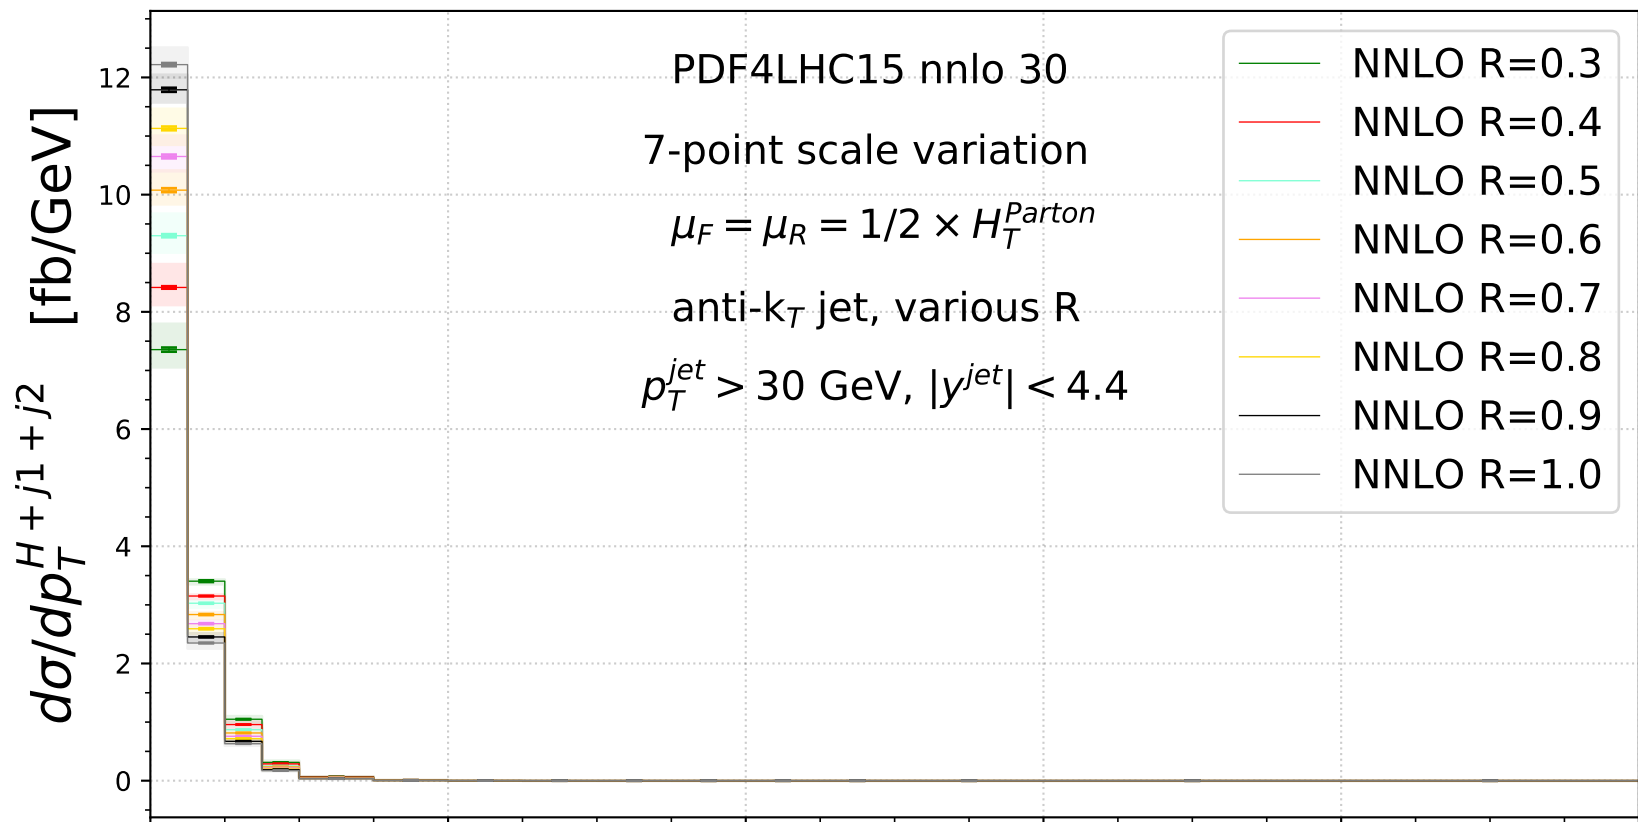 dσ/dp_T^{H+j1+j2} [fb/GeV]
12
10
8
6
4
2
0
PDF4LHC15 nnlo 30
7-point scale variation
μ_F = μ_R = 1/2 × H_T^{Parton}
anti-k_T jet, various R
p_T^{jet} > 30 GeV, |y^{jet}| < 4.4
NNLO R=0.3
NNLO R=0.4
NNLO R=0.5
NNLO R=0.6
NNLO R=0.7
NNLO R=0.8
NNLO R=0.9
NNLO R=1.0